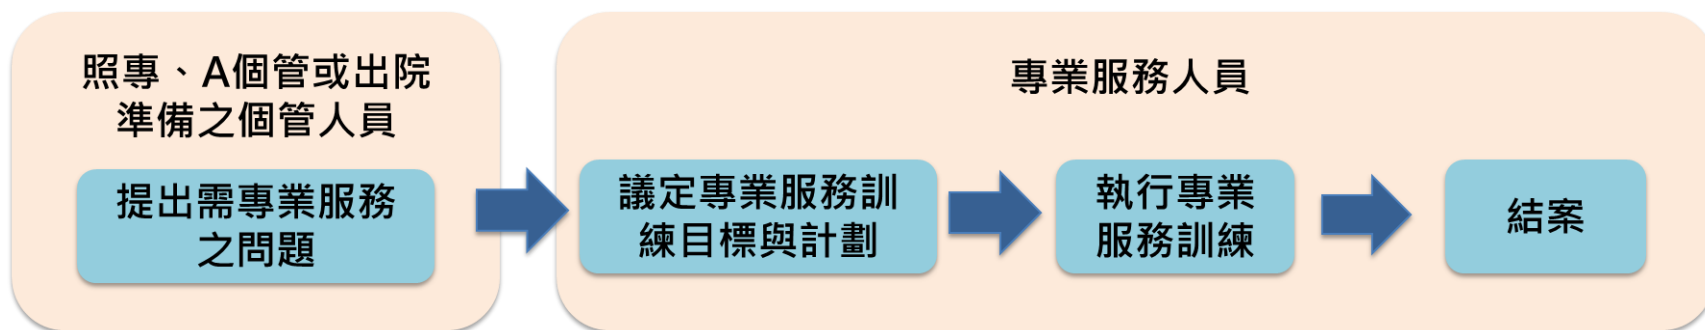 照專、A個管或出院
準備之個管人員
提出需專業服務
之問題
專業服務人員
議定專業服務訓
練目標與計劃
執行專業
服務訓練
結案